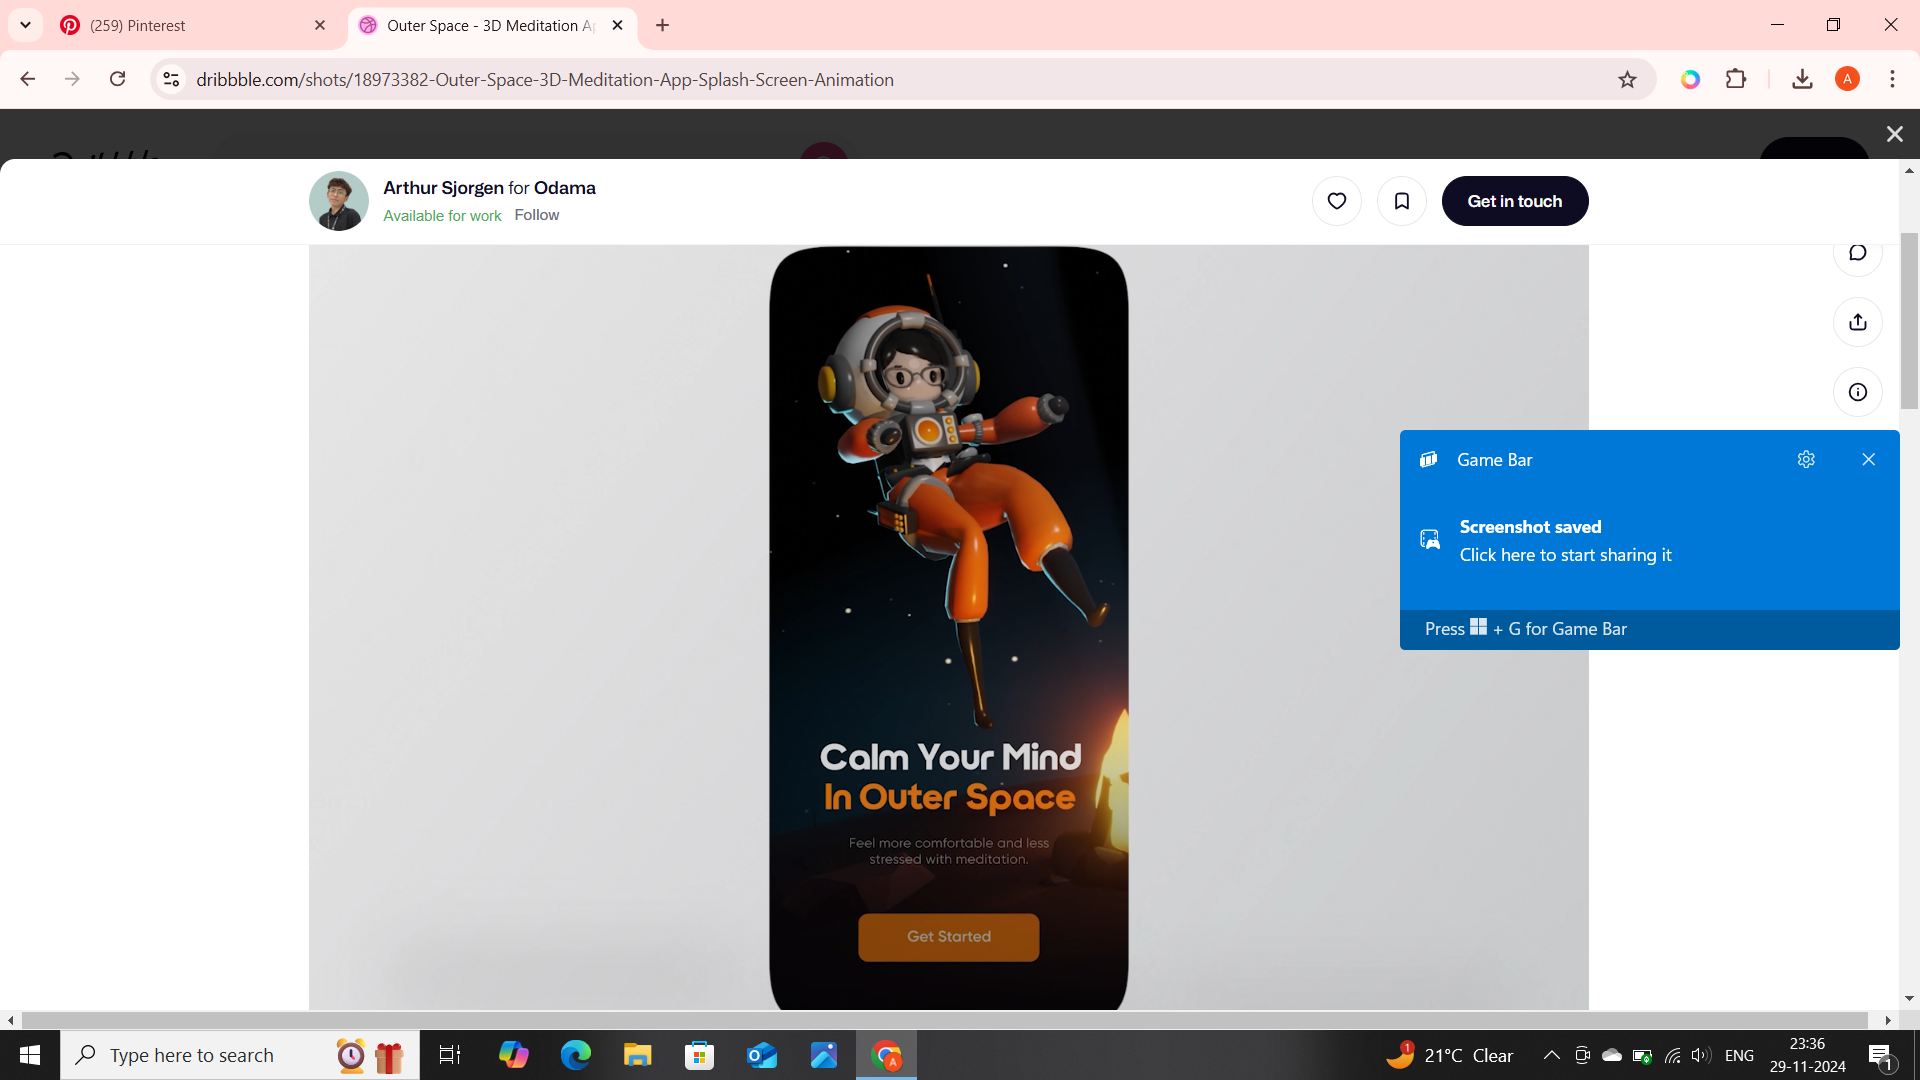 (259) Pinterest
Outer Space - 3D Meditation Ap
dribbble.com/shots/18973382-Outer-Space-3D-Meditation-App-Splash-Screen-Animation
A
Arthur Sjorgen for Odama
Available for work Follow
Get in touch
Game Bar
Screenshot saved
Click here to start sharing it
Press + G for Game Bar
Calm Your Mind
In Outer Space
Feel more comfortable and less
stressed with meditation.
Get Started
Type here to search
A
1
21°C Clear
ENG
23:36
29-11-2024
1